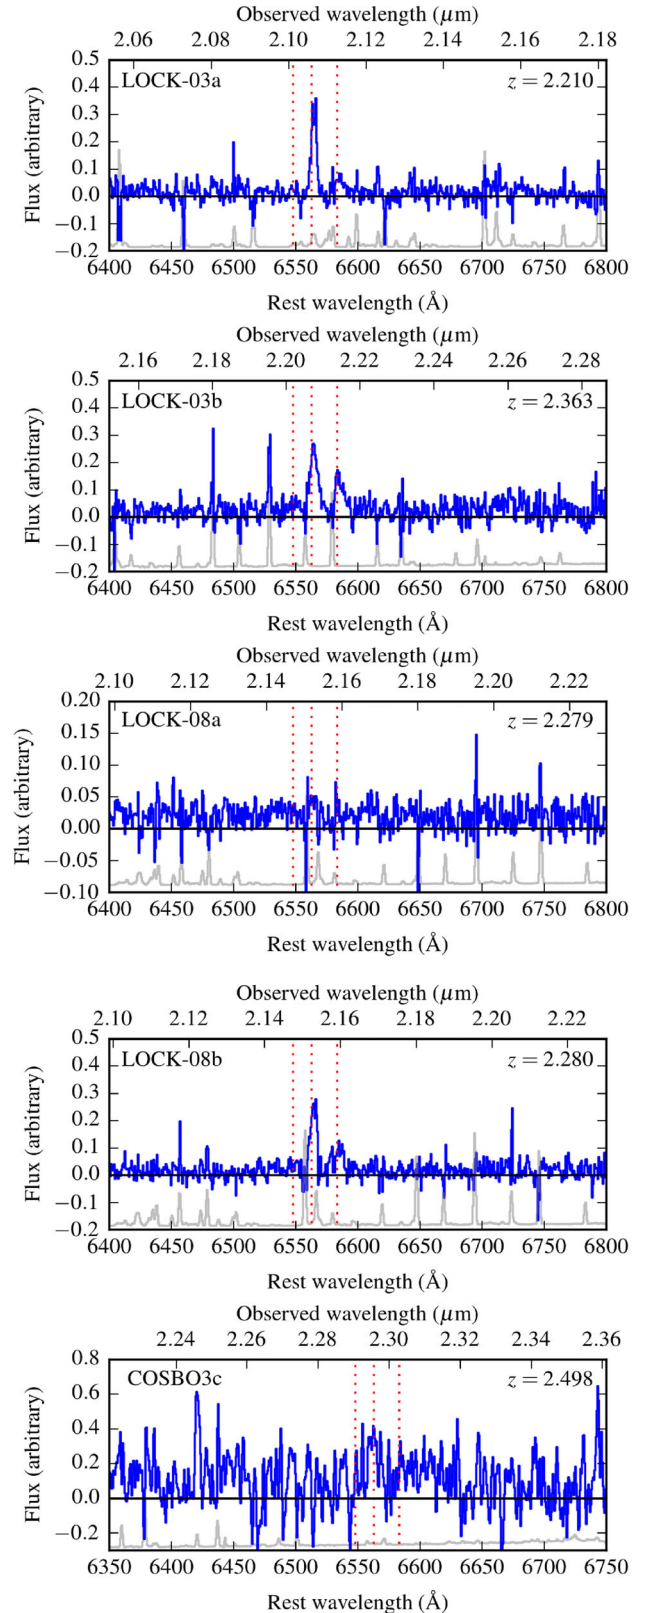 Observed wavelength (μm)
2.06 2.08 2.10 2.12 2.14 2.16 2.18
LOCK-03a z = 2.210
0.5
0.4
0.3
0.2
0.1
0.0
−0.1
−0.2
Flux (arbitrary)
6400 6450 6500 6550 6600 6650 6700 6750 6800
Rest wavelength (Å)
Observed wavelength (μm)
2.16 2.18 2.20 2.22 2.24 2.26 2.28
LOCK-03b z = 2.363
0.5
0.4
0.3
0.2
0.1
0.0
−0.1
−0.2
Flux (arbitrary)
6400 6450 6500 6550 6600 6650 6700 6750 6800
Rest wavelength (Å)
Observed wavelength (μm)
2.10 2.12 2.14 2.16 2.18 2.20 2.22
LOCK-08a z = 2.279
0.20
0.15
0.10
0.05
0.00
−0.05
−0.10
Flux (arbitrary)
6400 6450 6500 6550 6600 6650 6700 6750 6800
Rest wavelength (Å)
Observed wavelength (μm)
2.10 2.12 2.14 2.16 2.18 2.20 2.22
LOCK-08b z = 2.280
0.5
0.4
0.3
0.2
0.1
0.0
−0.1
−0.2
Flux (arbitrary)
6400 6450 6500 6550 6600 6650 6700 6750 6800
Rest wavelength (Å)
Observed wavelength (μm)
2.24 2.26 2.28 2.30 2.32 2.34 2.36
COSBO3c z = 2.498
0.8
0.6
0.4
0.2
0.0
−0.2
Flux (arbitrary)
6350 6400 6450 6500 6550 6600 6650 6700 6750
Rest wavelength (Å)